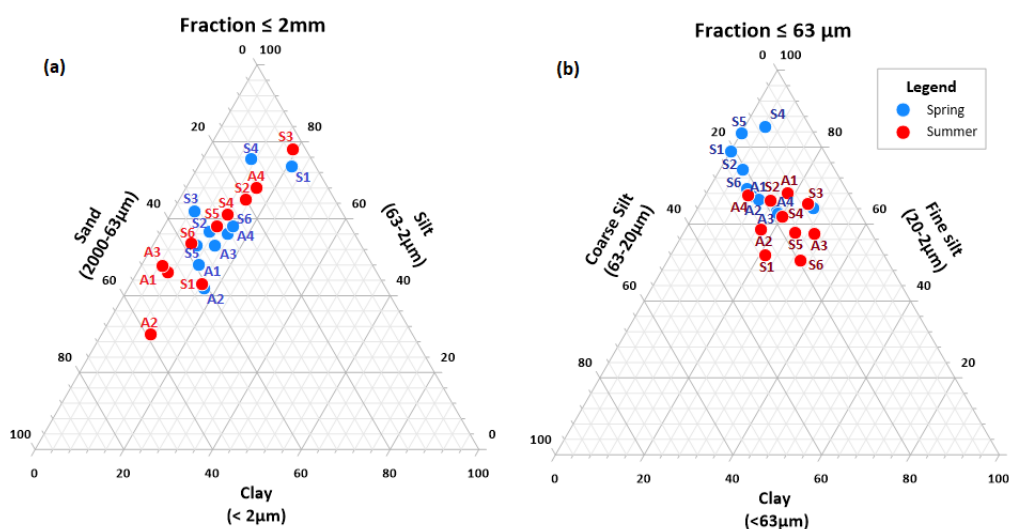 Fraction ≤ 2mm
(a)
0 100
20 80
40 60
60 40
80 20
100 0
0 20 40 60 80 100
Sand
(2000-63µm)
Silt
(63-2µm)
Clay
(< 2µm)
S3
S4
S1
A4
S2
S3
S4
S5
S2
S6
S6
A4
S5
A3
A3
A1
A1
S1
A2
A2
Fraction ≤ 63 µm
(b)
Legend
Spring
Summer
0 100
20 80
40 60
60 40
80 20
100
0 20 40 60 80 100
Coarse Silt
(63-20µm)
Fine silt
(20-2µm)
Clay
(<63µm)
S4
S5
S1
S2
S6
A1
S2
A1
S3
A4
A2
A4
A3
S4
A2
S5
A3
S1
S6